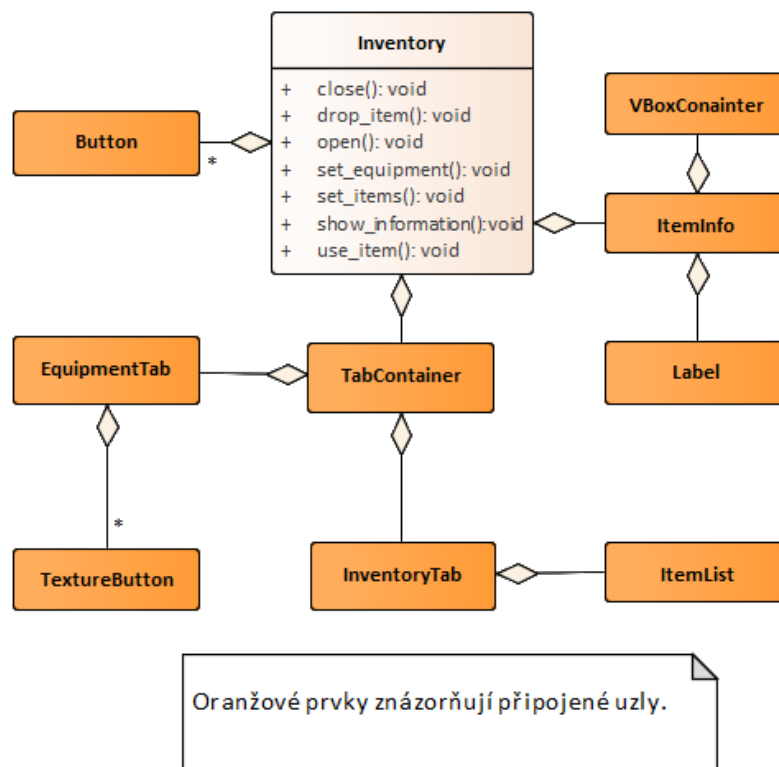 Inventory
+ close(): void
+ drop_item(): void
+ open(): void
+ set_equipment(): void
+ set_items(): void
+ show_information():void
+ use_item(): void
Button
*
VBoxConainter
ItemInfo
Label
EquipmentTab
TabContainer
*
TextureButton
InventoryTab
ItemList
Oranžové prvky znázorňují připojené uzly.